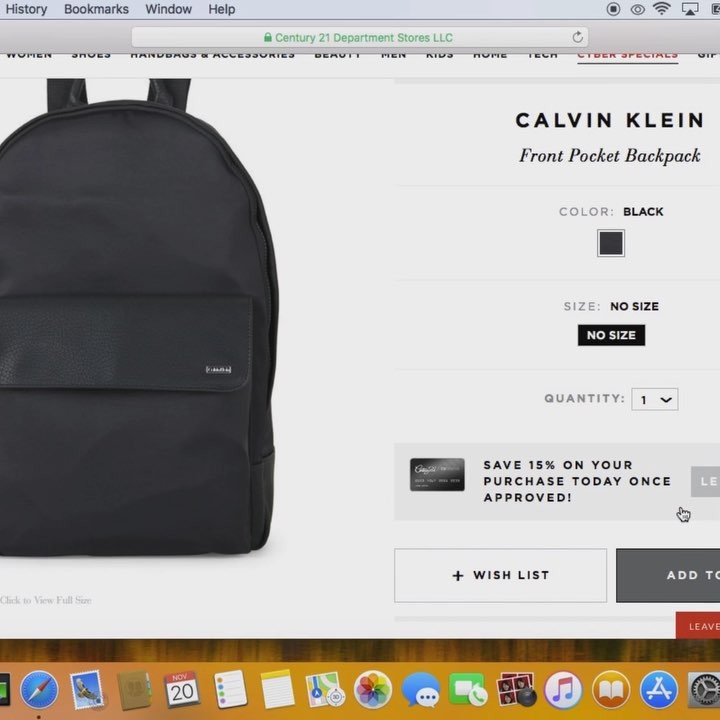 History Bookmarks Window Help
Century 21 Department Stores LLC
WOMEN SHOES HANDBAGS & ACCESSORIES BEAUTY MEN KIDS HOME TECH CYBER SPECIALS GIF
CALVIN KLEIN
Front Pocket Backpack
COLOR: BLACK
SIZE: NO SIZE
NO SIZE
QUANTITY: 1
SAVE 15% ON YOUR
PURCHASE TODAY ONCE
APPROVED!
LE
+ WISH LIST
ADD TO
Click to View Full Size
LEAVE
NOV
20